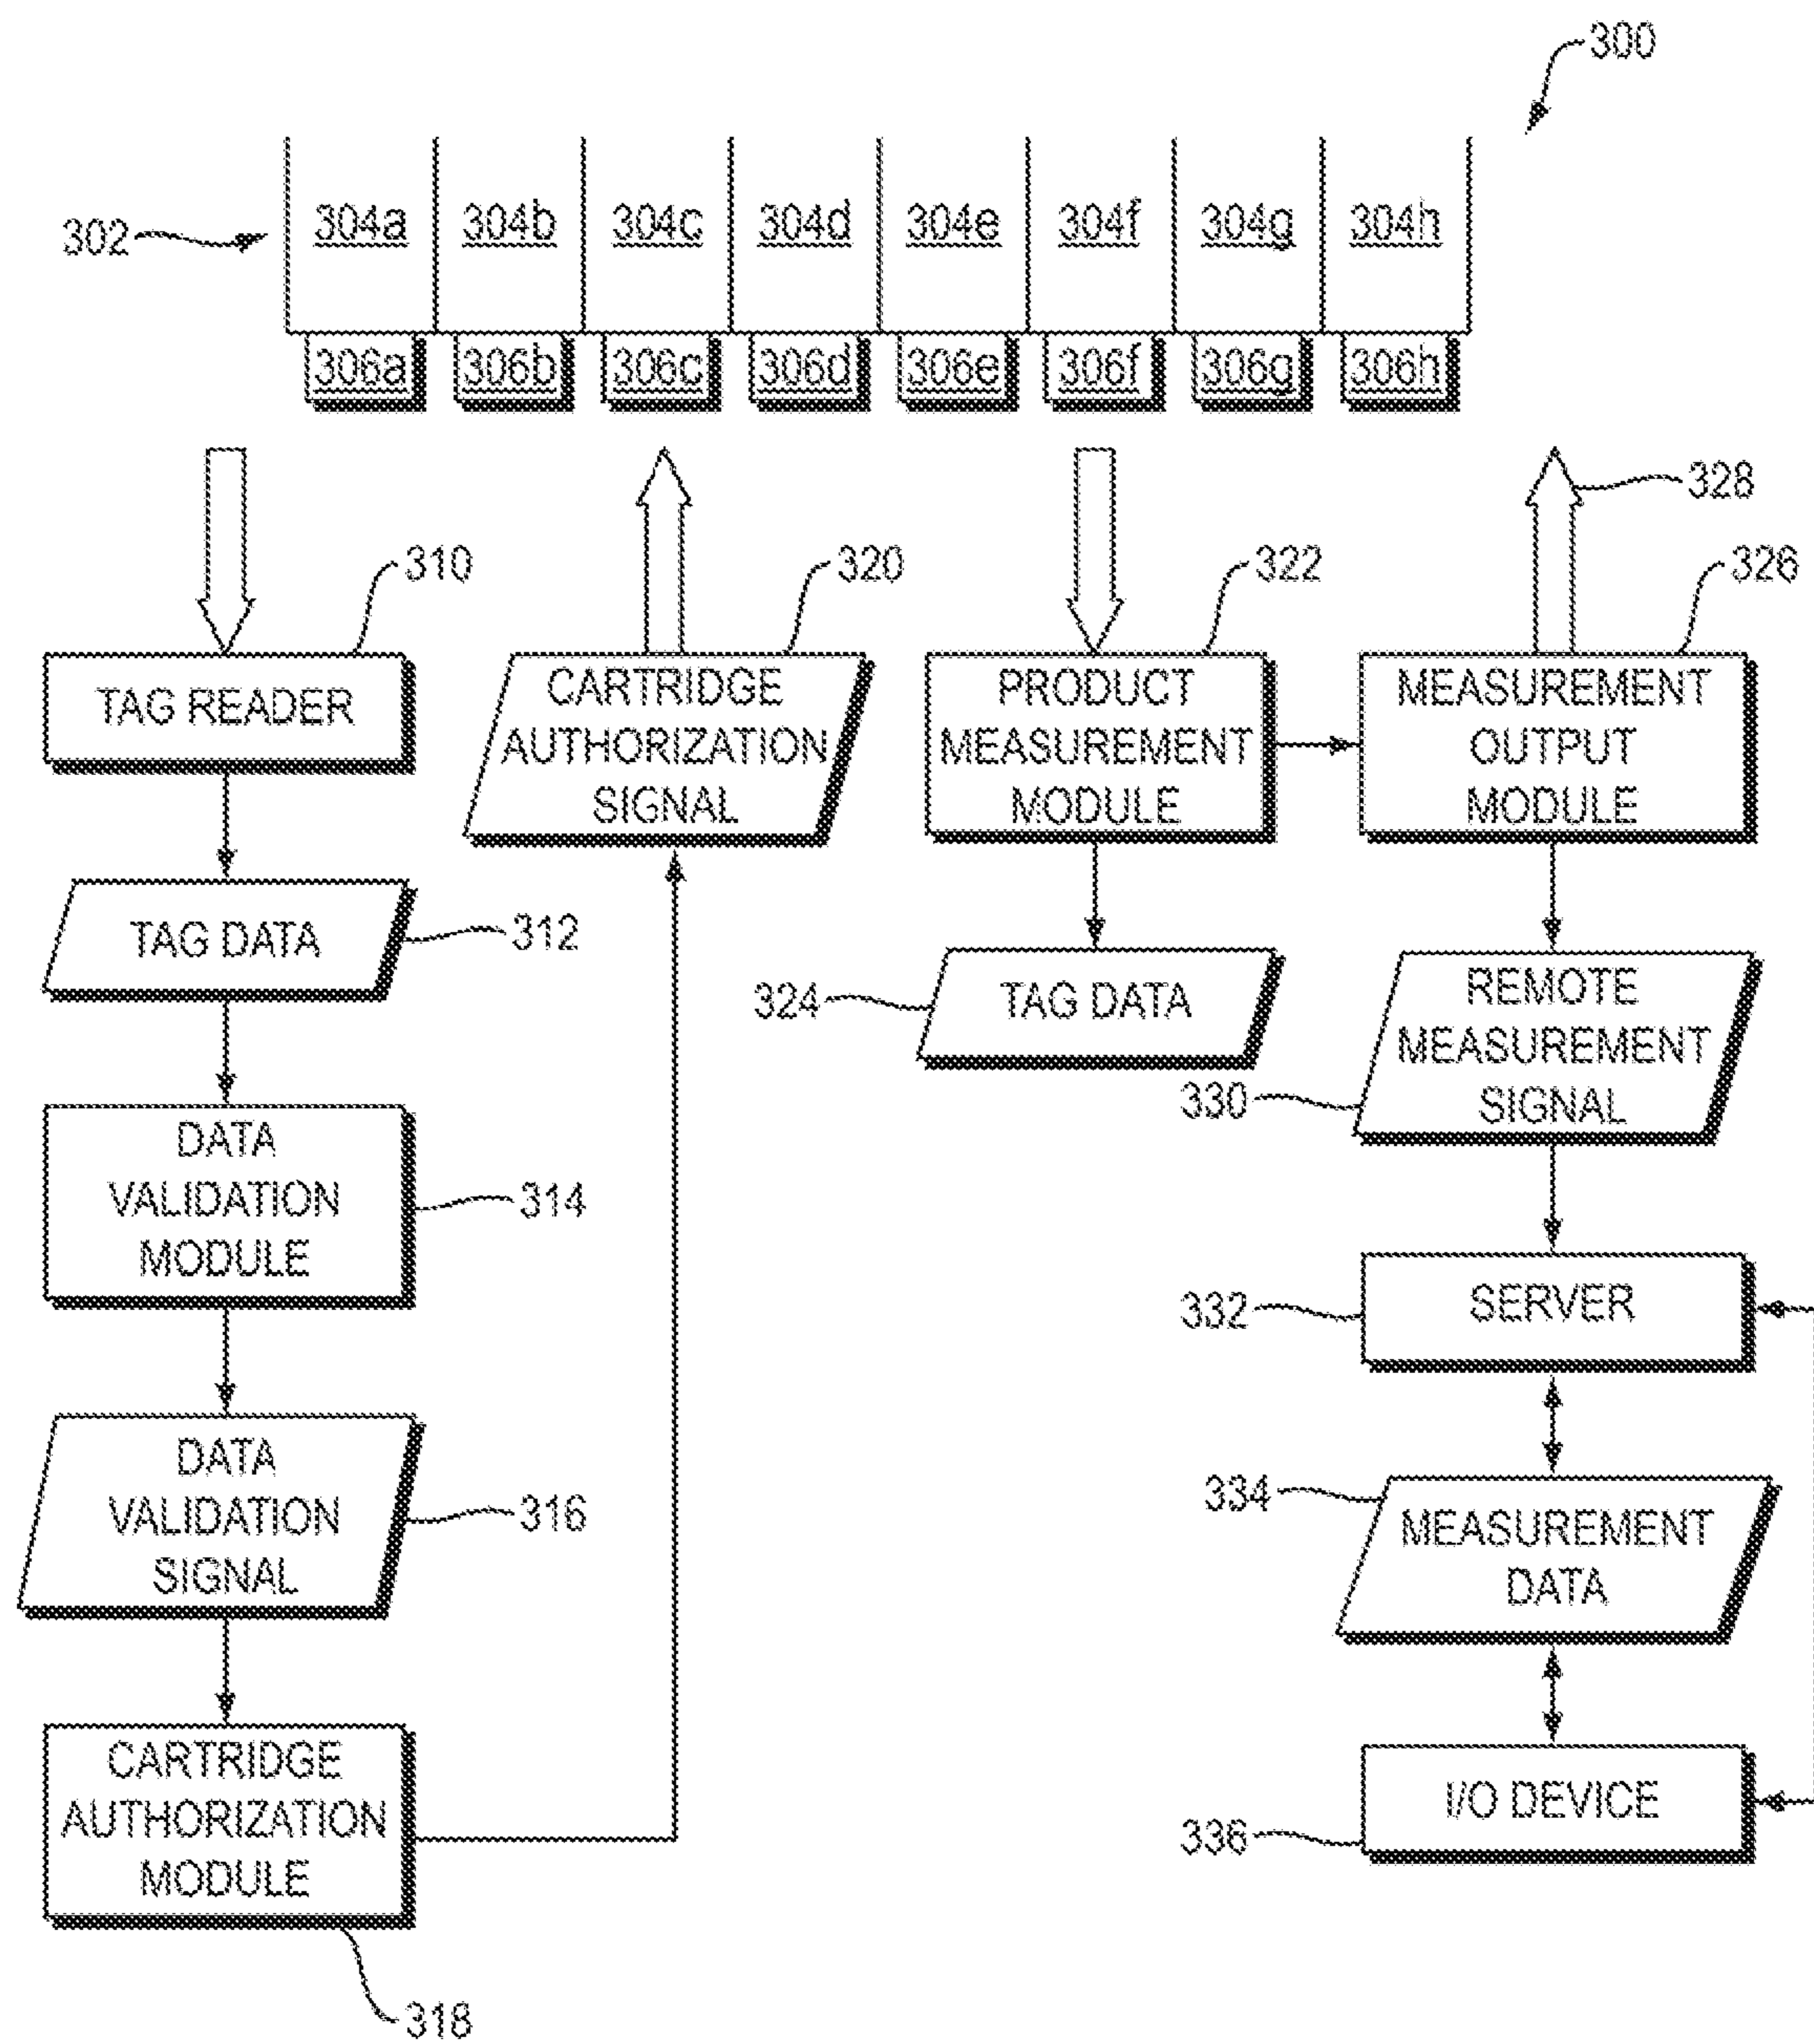 300
302
304a 304b 304c 304d 304e 304f 304g 304h
306a 306b 306c 306d 306e 306f 306g 306h
328
310
320
322
326
TAG READER
CARTRIDGE
AUTHORIZATION
SIGNAL
PRODUCT
MEASUREMENT
MODULE
MEASUREMENT
OUTPUT
MODULE
TAG DATA
312
324
TAG DATA
REMOTE
MEASUREMENT
SIGNAL
330
DATA
VALIDATION
MODULE
314
332
SERVER
DATA
VALIDATION
SIGNAL
316
334
MEASUREMENT
DATA
CARTRIDGE
AUTHORIZATION
MODULE
318
I/O DEVICE
336